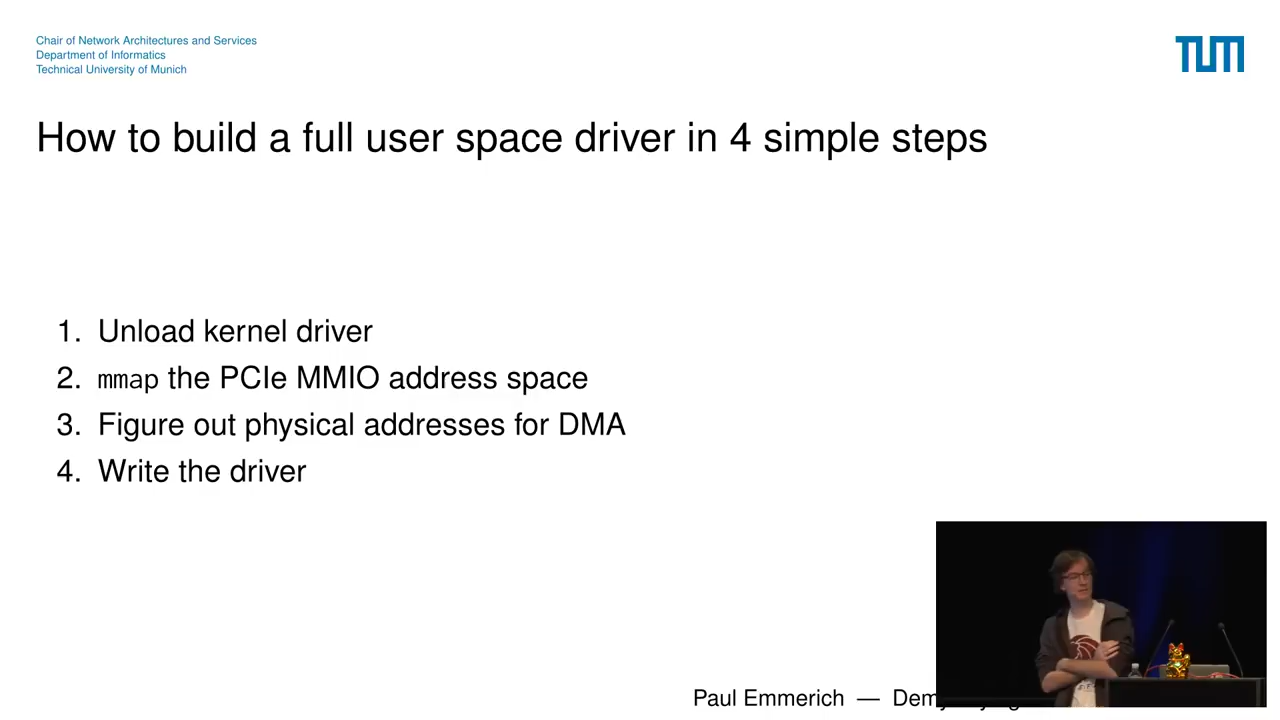 Chair of Network Architectures and Services
Department of Informatics
Technical University of Munich
TUM
How to build a full user space driver in 4 simple steps
1. Unload kernel driver
2. mmap the PCIe MMIO address space
3. Figure out physical addresses for DMA
4. Write the driver
Paul Emmerich —